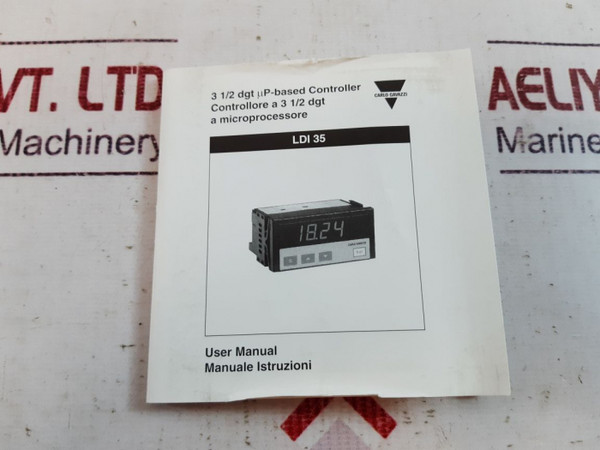 3 1/2 dgt µP-based Controller
Controllore a 3 1/2 dgt
a microprocessore
CARLO GAVAZZI
LDI 35
18.24
User Manual
Manuale Istruzioni
VT. LTD
Machinery
AELIY
Marine